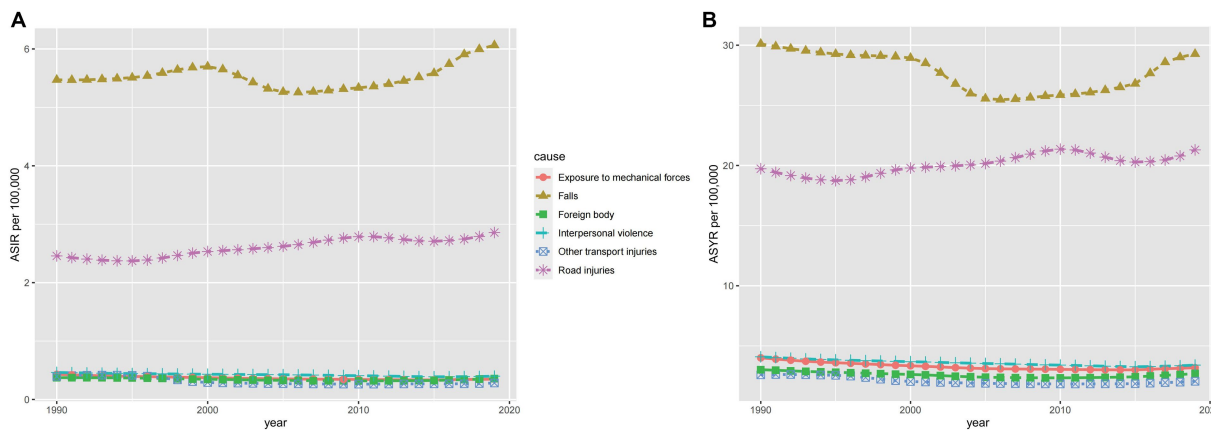 A
ASIR per 100,000
6
4
2
0
1990
2000
2010
2020
year
cause
Exposure to mechanical forces
Falls
Foreign body
Interpersonal violence
Other transport injuries
Road injuries
B
ASYR per 100,000
30
20
10
1990
2000
2010
202
year